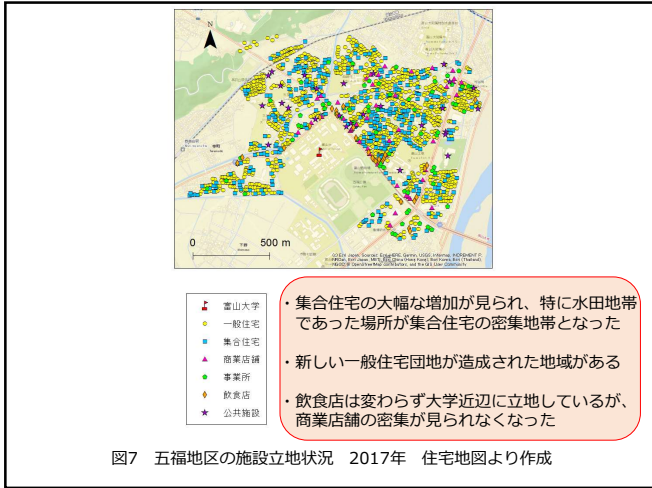 0
500 m
富山大学
一般住宅
集合住宅
商業店舗
事業所
飲食店
公共施設
・集合住宅の大幅な増加が見られ、特に水田地帯
であった場所が集合住宅の密集地帯となった
・新しい一般住宅団地が造成された地域がある
・飲食店は変わらず大学近辺に立地しているが、
商業店舗の密集が見られなくなった
図7 五福地区の施設立地状況 2017年 住宅地図より作成